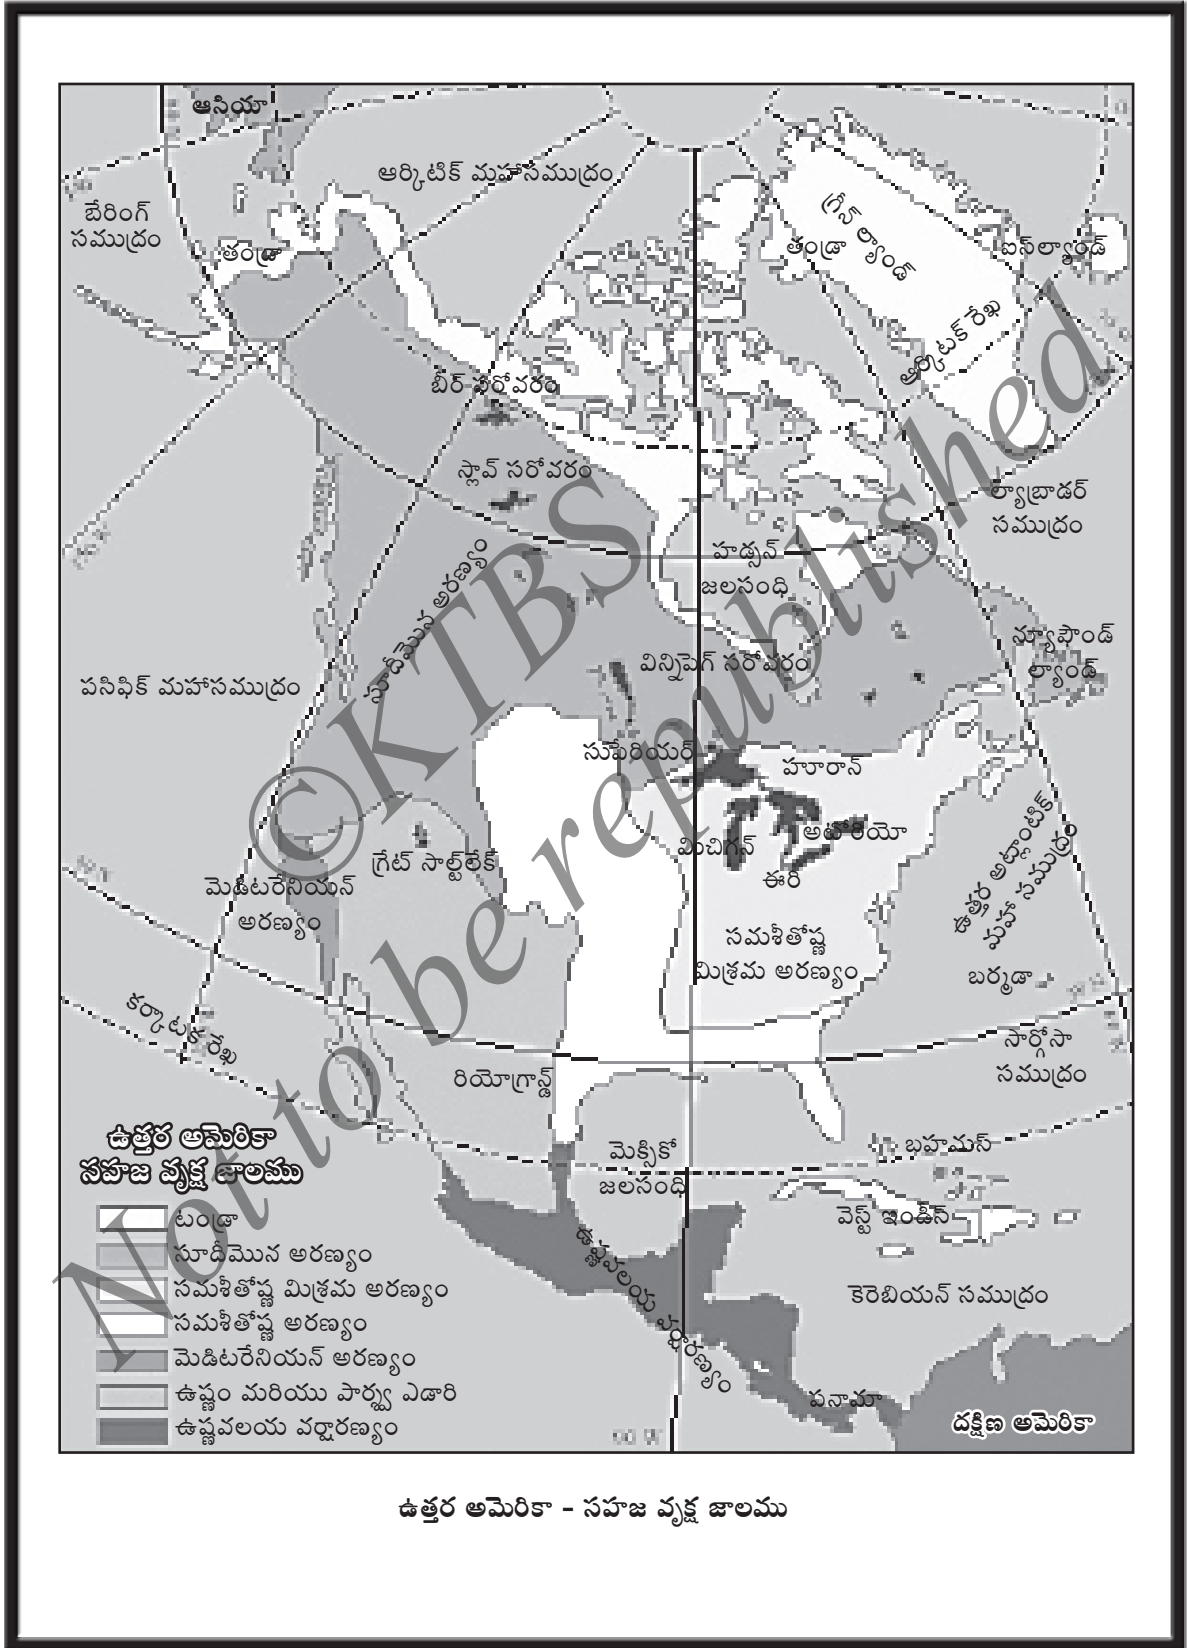 ఆసియా
ఆర్కిటిక్ మహాసముద్రం
బేరింగ్
సముద్రం
తండ్రా
గ్రీన్ ల్యాండ్
తండ్రా
ఐస్‌ల్యాండ్
ఆర్కిటక్ రేఖ
బీర్ సరోవరం
స్లావ్ సరోవరం
ల్యాబ్రాడర్
సముద్రం
హడ్సన్
జలసంధి
సూదీమొన అరణ్యం
న్యూఫౌండ్
ల్యాండ్
విన్నిపెగ్ సరోవరం
పసిఫిక్ మహాసముద్రం
సుపీరియర్
హూరాన్
మిచిగన్
ఈరీ
గ్రేట్ సాల్ట్‌లేక్
మెడిటరేనియన్
అరణ్యం
ఉత్తర అట్లాంటిక్
మహా సముద్రం
సమశీతోష్ణ
మిశ్రమ అరణ్యం
బర్ముడా
కర్కాటక రేఖ
సార్గోసా
సముద్రం
రియోగ్రాన్డ్
మెక్సికో
జలసంధి
బహమస్
వెస్ట్ ఇండీస్
కెరెబియన్ సముద్రం
పనామా
దక్షిణ అమెరికా
90 W
ఉత్తర అమెరికా
సహజ వృక్ష జాలము
టండ్రా
సూదీమొన అరణ్యం
సమశీతోష్ణ మిశ్రమ అరణ్యం
సమశీతోష్ణ అరణ్యం
మెడిటరేనియన్ అరణ్యం
ఉష్ణం మరియు పార్శ్వ ఎడారి
ఉష్ణవలయ వర్షారణ్యం
©KTBS
Not to be republished
ఉత్తర అమెరికా - సహజ వృక్ష జాలము